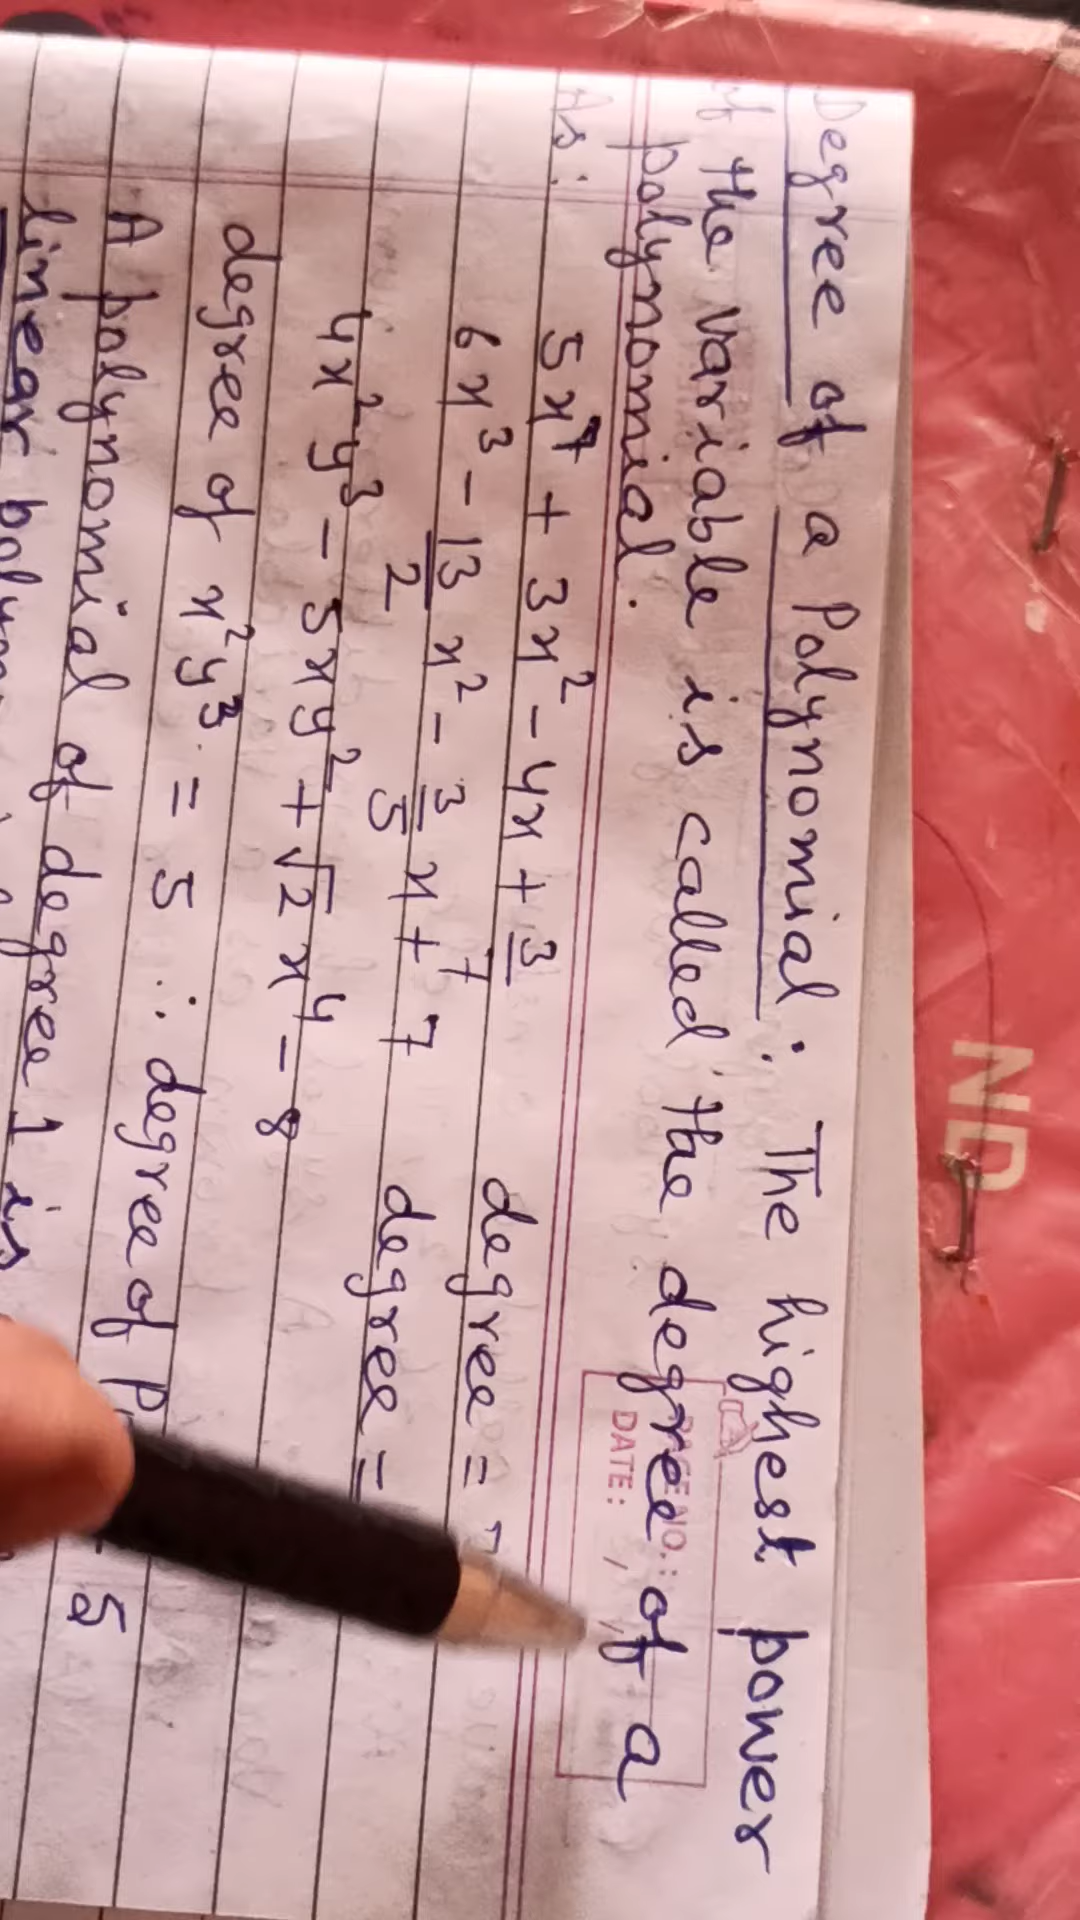 Degree of a Polynomial : The highest power
of the variable is called the degree of a
polynomial.
As: 5x⁷ + 3x² - 4x + 3/7 degree = 7
6x³ - 13/2 x² - 3/5 x + 7 degree =
4x²y³ - 5xy² + √2 x⁴ - 8
degree of x²y³ = 5 ∴ degree of P 5
A polynomial of degree 1 is
linear
PAGE NO.:
DATE:
ND